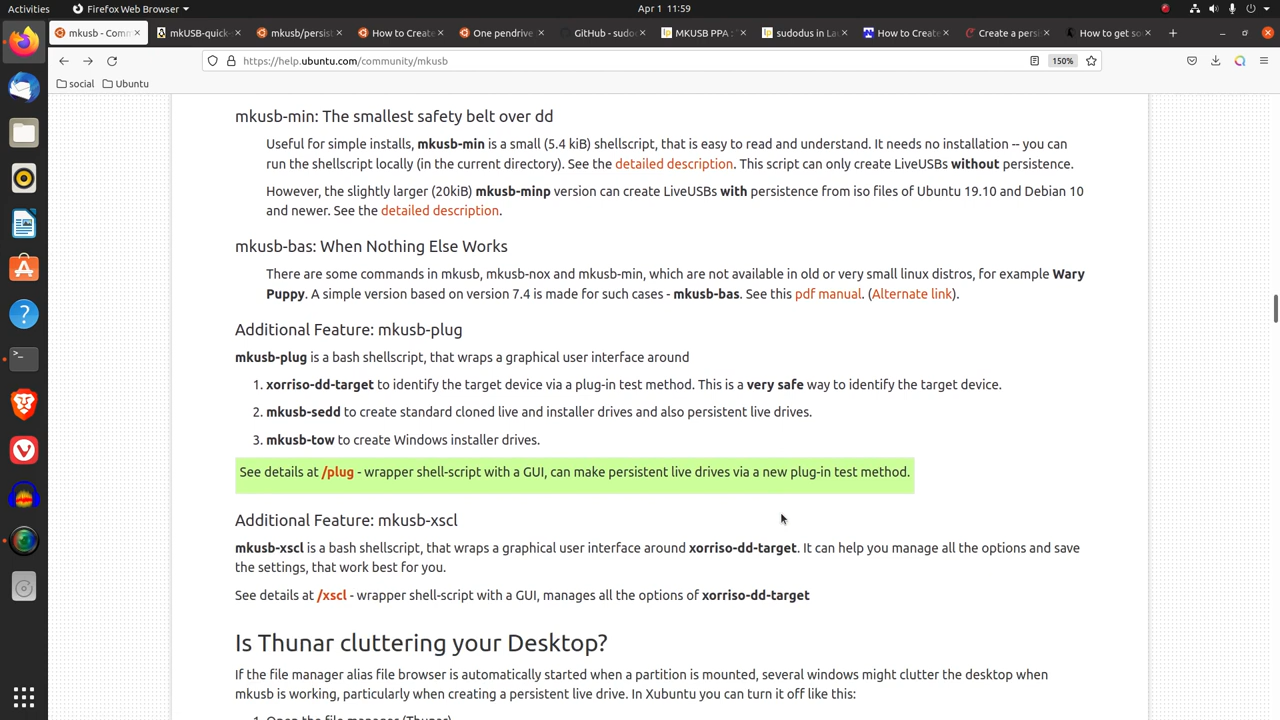 Activities
Firefox Web Browser
Apr 1 11:59
mkusb - Comm
mkUSB-quick-
mkusb/persist
How to Create
One pendrive
GitHub - sudoc
MKUSB PPA :
sudodus in Lau
How to Create
Create a persi
How to get so
https://help.ubuntu.com/community/mkusb
150%
social
Ubuntu
mkusb-min: The smallest safety belt over dd
Useful for simple installs, mkusb-min is a small (5.4 kiB) shellscript, that is easy to read and understand. It needs no installation -- you can
run the shellscript locally (in the current directory). See the detailed description. This script can only create LiveUSBs without persistence.
However, the slightly larger (20kiB) mkusb-minp version can create LiveUSBs with persistence from iso files of Ubuntu 19.10 and Debian 10
and newer. See the detailed description.
mkusb-bas: When Nothing Else Works
There are some commands in mkusb, mkusb-nox and mkusb-min, which are not available in old or very small linux distros, for example Wary
Puppy. A simple version based on version 7.4 is made for such cases - mkusb-bas. See this pdf manual. (Alternate link).
Additional Feature: mkusb-plug
mkusb-plug is a bash shellscript, that wraps a graphical user interface around
1. xorriso-dd-target to identify the target device via a plug-in test method. This is a very safe way to identify the target device.
2. mkusb-sedd to create standard cloned live and installer drives and also persistent live drives.
3. mkusb-tow to create Windows installer drives.
See details at /plug - wrapper shell-script with a GUI, can make persistent live drives via a new plug-in test method.
Additional Feature: mkusb-xscl
mkusb-xscl is a bash shellscript, that wraps a graphical user interface around xorriso-dd-target. It can help you manage all the options and save
the settings, that work best for you.
See details at /xscl - wrapper shell-script with a GUI, manages all the options of xorriso-dd-target
Is Thunar cluttering your Desktop?
If the file manager alias file browser is automatically started when a partition is mounted, several windows might clutter the desktop when
mkusb is working, particularly when creating a persistent live drive. In Xubuntu you can turn it off like this:
1. Open the file manager (Thunar)